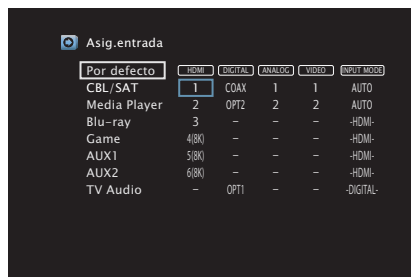 Asig.entrada
Por defecto HDMI DIGITAL ANALOG VIDEO INPUT MODE
CBL/SAT 1 COAX 1 1 AUTO
Media Player 2 OPT2 2 2 AUTO
Blu-ray 3 – – – -HDMI-
Game 4(8K) – – – -HDMI-
AUX1 5(8K) – – – -HDMI-
AUX2 6(8K) – – – -HDMI-
TV Audio – OPT1 – – -DIGITAL-